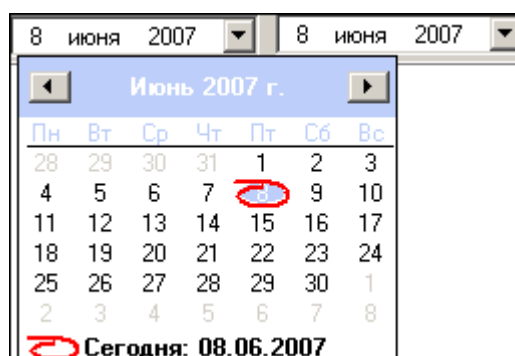 8 июня 2007 8 июня 2007
Июнь 2007 г.
Пн Вт Ср Чт Пт Сб Вс
28 29 30 31 1 2 3
4 5 6 7 8 9 10
11 12 13 14 15 16 17
18 19 20 21 22 23 24
25 26 27 28 29 30 1
2 3 4 5 6 7 8
Сегодня: 08.06.2007